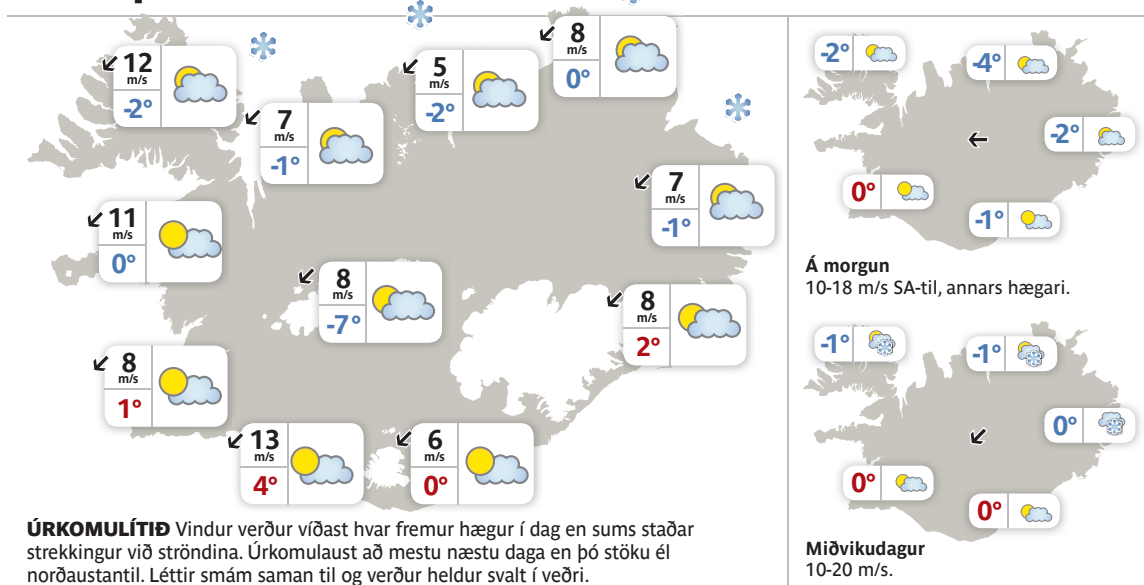 12
m/s
-2°
7
m/s
-1°
5
m/s
-2°
8
m/s
0°
7
m/s
-1°
11
m/s
0°
8
m/s
-7°
8
m/s
2°
8
m/s
1°
13
m/s
4°
6
m/s
0°
ÚRKOMULÍTIÐ Vindur verður víðast hvar fremur hægur í dag en sums staðar
strekkingur við ströndina. Úrkomulaust að mestu næstu daga en þó stöku él
norðaustantil. Léttir smám saman til og verður heldur svalt í veðri.
-2°
-4°
-2°
0°
-1°
Á morgun
10-18 m/s SA-til, annars hægari.
-1°
-1°
0°
0°
0°
Miðvikudagur
10-20 m/s.